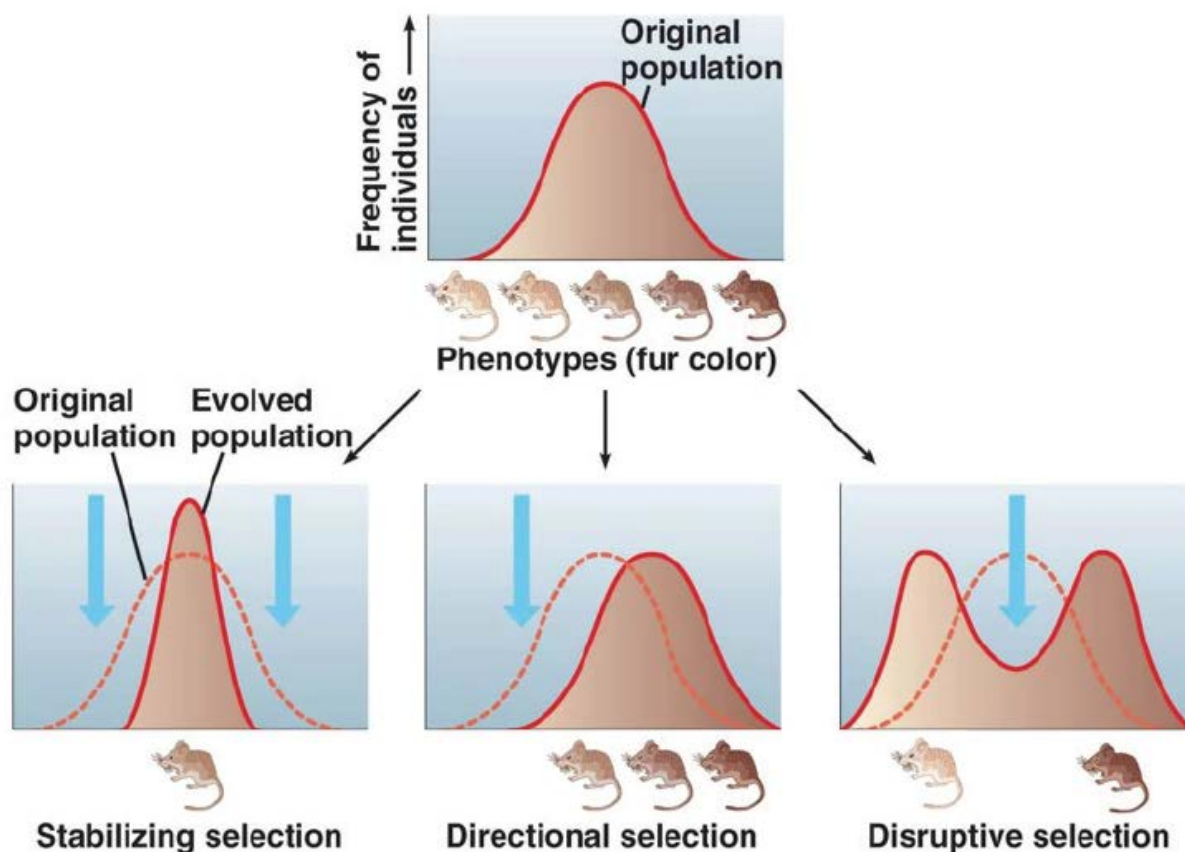 Frequency of
individuals
Original
population
Phenotypes (fur color)
Original
population
Evolved
population
Stabilizing selection
Directional selection
Disruptive selection